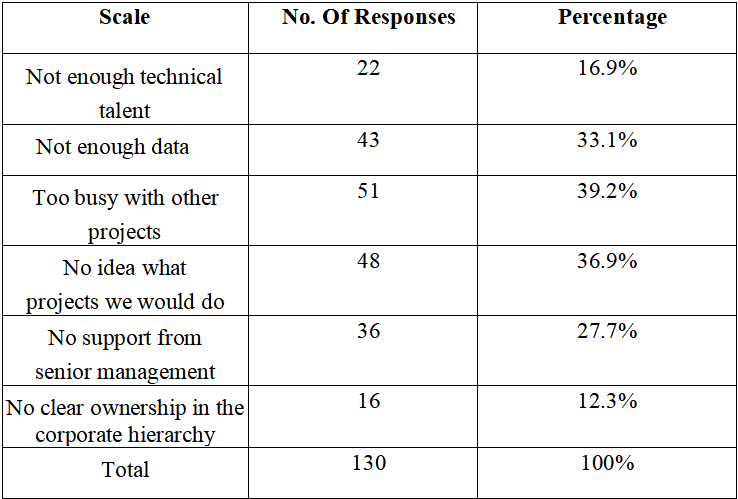 Scale No. Of Responses Percentage
Not enough technical
talent 22 16.9%
Not enough data 43 33.1%
Too busy with other
projects 51 39.2%
No idea what
projects we would do 48 36.9%
No support from
senior management 36 27.7%
No clear ownership in the
corporate hierarchy 16 12.3%
Total 130 100%